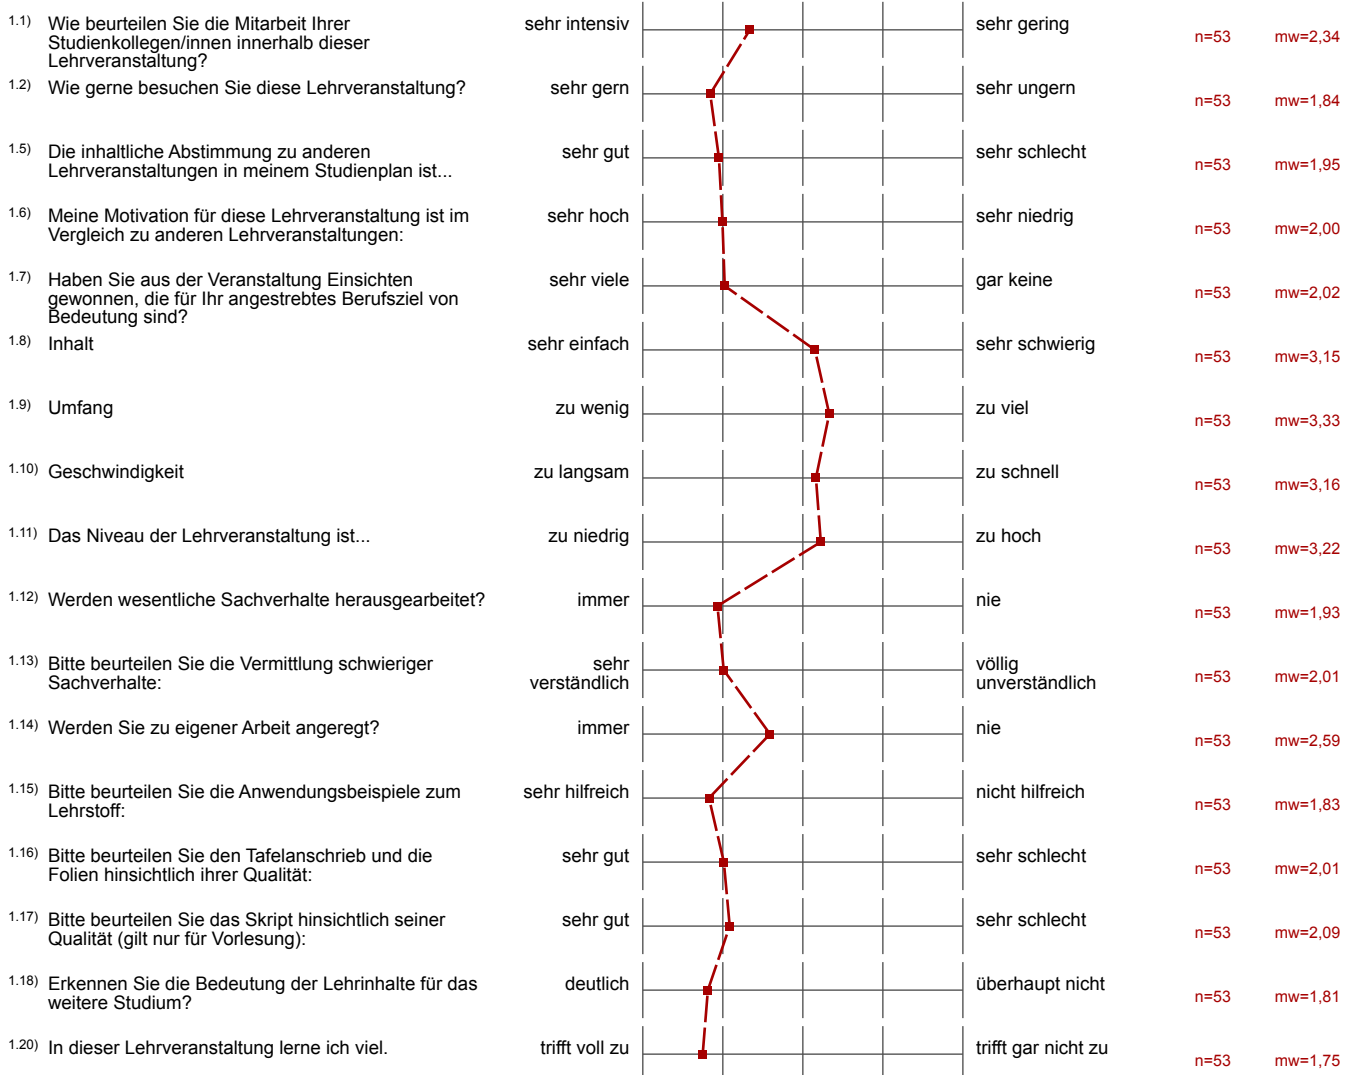 1.1) Wie beurteilen Sie die Mitarbeit Ihrer
Studienkollegen/innen innerhalb dieser
Lehrveranstaltung?
sehr intensiv
sehr gering
n=53
mw=2,34
1.2) Wie gerne besuchen Sie diese Lehrveranstaltung?
sehr gern
sehr ungern
n=53
mw=1,84
1.5) Die inhaltliche Abstimmung zu anderen
Lehrveranstaltungen in meinem Studienplan ist...
sehr gut
sehr schlecht
n=53
mw=1,95
1.6) Meine Motivation für diese Lehrveranstaltung ist im
Vergleich zu anderen Lehrveranstaltungen:
sehr hoch
sehr niedrig
n=53
mw=2,00
1.7) Haben Sie aus der Veranstaltung Einsichten
gewonnen, die für Ihr angestrebtes Berufsziel von
Bedeutung sind?
sehr viele
gar keine
n=53
mw=2,02
1.8) Inhalt
sehr einfach
sehr schwierig
n=53
mw=3,15
1.9) Umfang
zu wenig
zu viel
n=53
mw=3,33
1.10) Geschwindigkeit
zu langsam
zu schnell
n=53
mw=3,16
1.11) Das Niveau der Lehrveranstaltung ist...
zu niedrig
zu hoch
n=53
mw=3,22
1.12) Werden wesentliche Sachverhalte herausgearbeitet?
immer
nie
n=53
mw=1,93
1.13) Bitte beurteilen Sie die Vermittlung schwieriger
Sachverhalte:
sehr
verständlich
völlig
unverständlich
n=53
mw=2,01
1.14) Werden Sie zu eigener Arbeit angeregt?
immer
nie
n=53
mw=2,59
1.15) Bitte beurteilen Sie die Anwendungsbeispiele zum
Lehrstoff:
sehr hilfreich
nicht hilfreich
n=53
mw=1,83
1.16) Bitte beurteilen Sie den Tafelanschrieb und die
Folien hinsichtlich ihrer Qualität:
sehr gut
sehr schlecht
n=53
mw=2,01
1.17) Bitte beurteilen Sie das Skript hinsichtlich seiner
Qualität (gilt nur für Vorlesung):
sehr gut
sehr schlecht
n=53
mw=2,09
1.18) Erkennen Sie die Bedeutung der Lehrinhalte für das
weitere Studium?
deutlich
überhaupt nicht
n=53
mw=1,81
1.20) In dieser Lehrveranstaltung lerne ich viel.
trifft voll zu
trifft gar nicht zu
n=53
mw=1,75